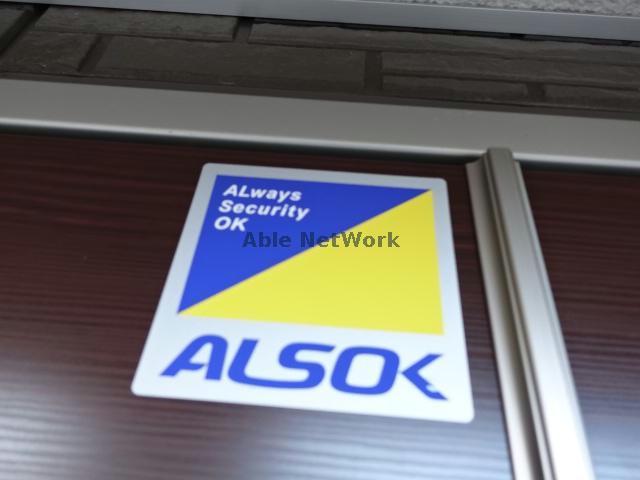 ALways
Security
OK
Able NetWork
ALSOK